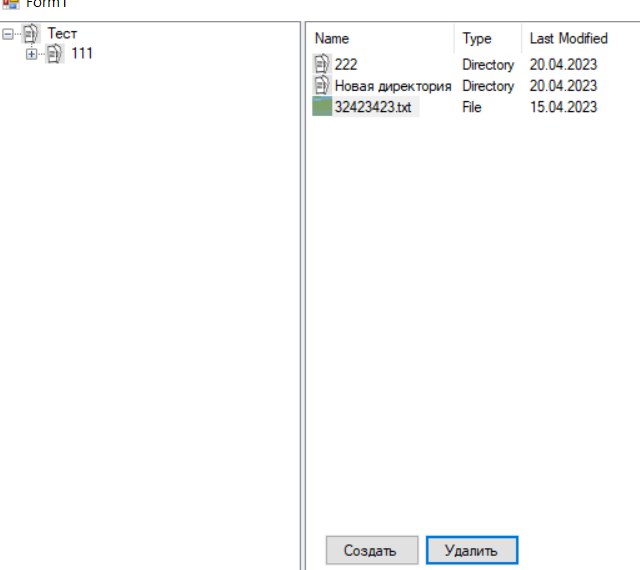 Form1
Тест
111
Name Type Last Modified
222 Directory 20.04.2023
Новая директория Directory 20.04.2023
32423423.txt File 15.04.2023
Создать Удалить